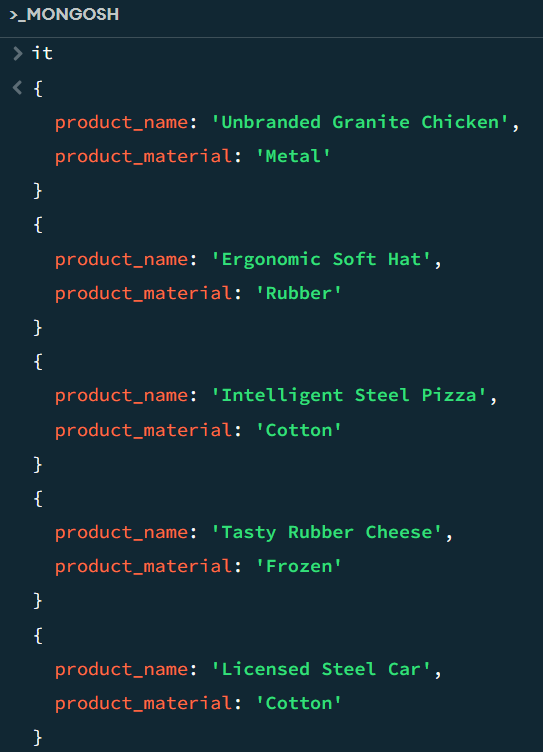 >_MONGOSH
> it
< {
product_name: 'Unbranded Granite Chicken',
product_material: 'Metal'
}
{
product_name: 'Ergonomic Soft Hat',
product_material: 'Rubber'
}
{
product_name: 'Intelligent Steel Pizza',
product_material: 'Cotton'
}
{
product_name: 'Tasty Rubber Cheese',
product_material: 'Frozen'
}
{
product_name: 'Licensed Steel Car',
product_material: 'Cotton'
}